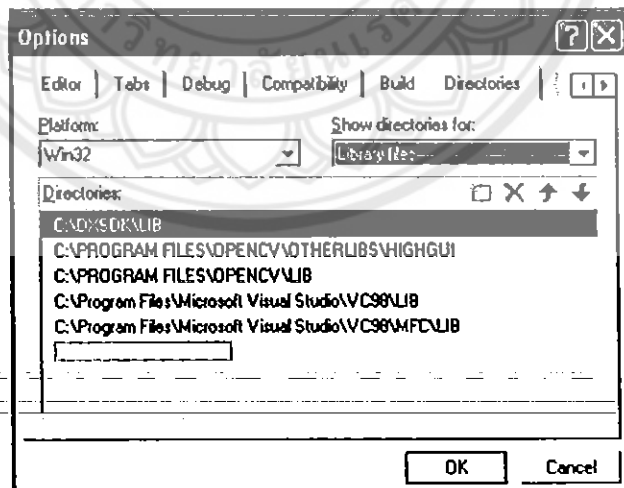 Options
Editor Tabs Debug Compatibility Build Directories
Platform: Show directories for:
Win32 Library files
Directories:
C:\DXSDK\LIB
C:\PROGRAM FILES\OPENCV\OTHERLIBS\HIGHGUI
C:\PROGRAM FILES\OPENCV\LIB
C:\Program Files\Microsoft Visual Studio\VC98\LIB
C:\Program Files\Microsoft Visual Studio\VC98\MFC\LIB
OK Cancel